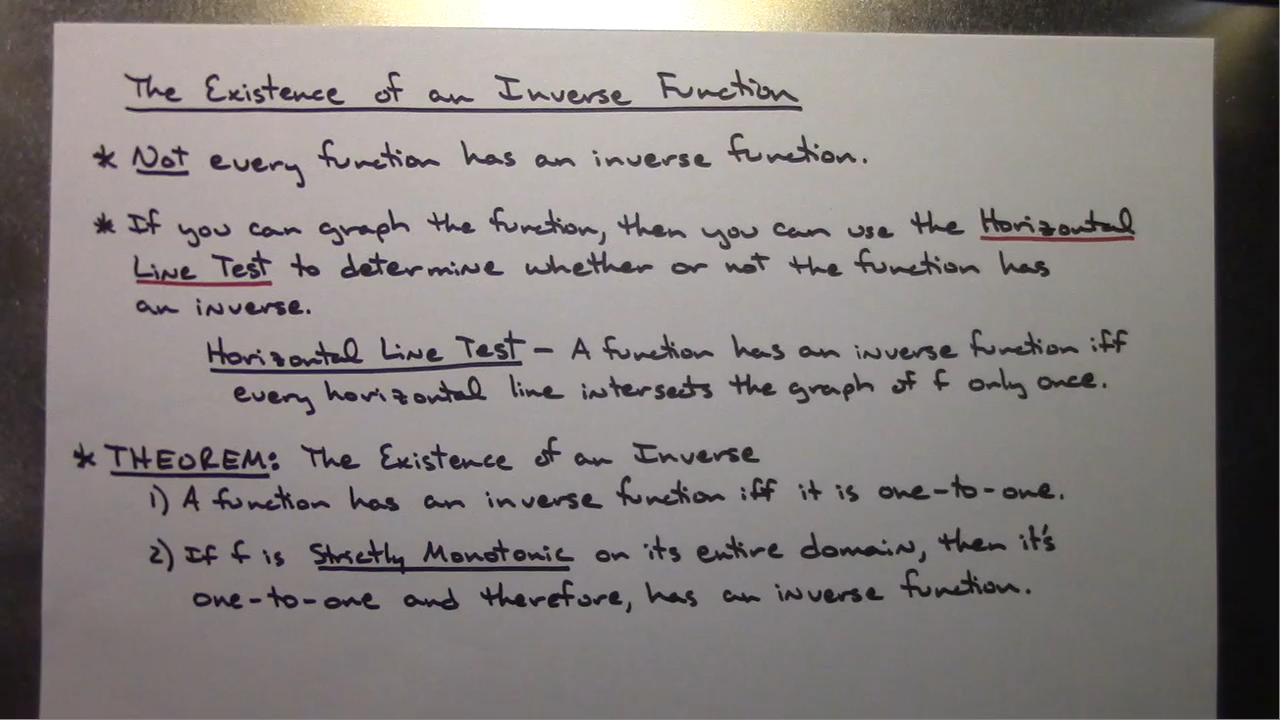 The Existence of an Inverse Function
* Not every function has an inverse function.
* If you can graph the function, then you can use the Horizontal
Line Test to determine whether or not the function has
an inverse.
Horizontal Line Test - A function has an inverse function iff
every horizontal line intersects the graph of f only once.
* THEOREM: The Existence of an Inverse
1) A function has an inverse function iff it is one-to-one.
2) If f is Strictly Monotonic on its entire domain, then it's
one-to-one and therefore, has an inverse function.